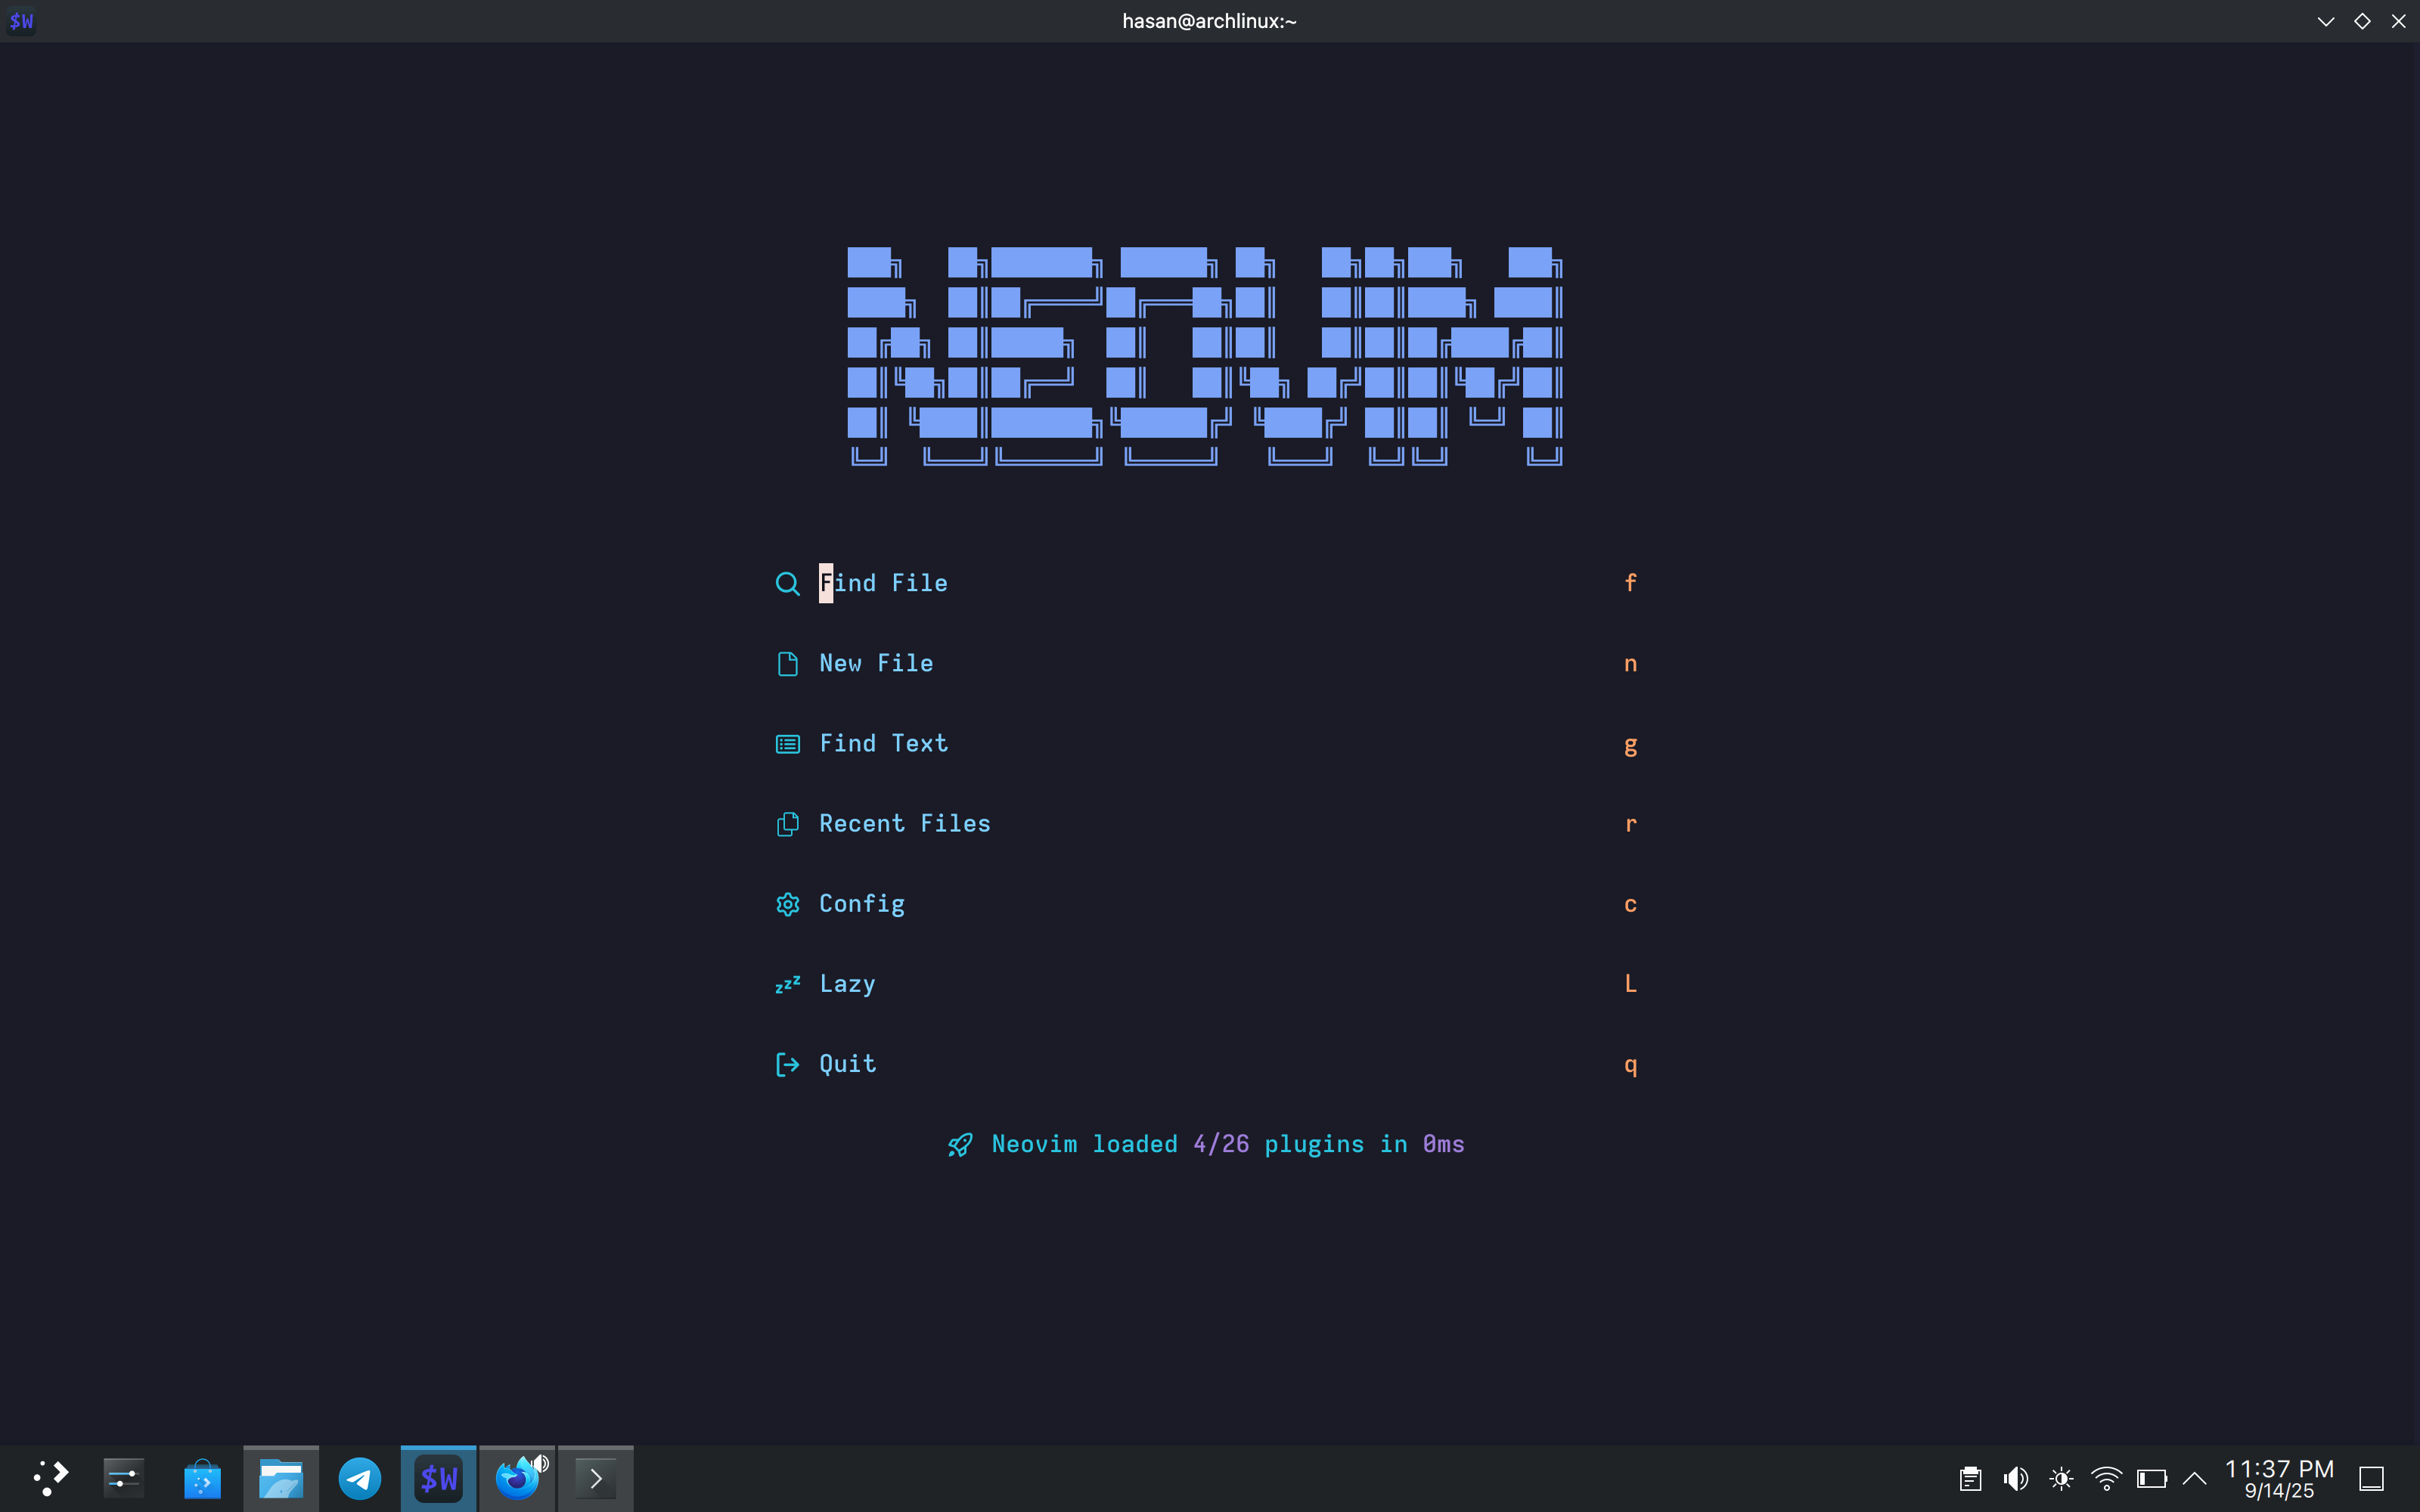 $W
hasan@archlinux:~
NEOVIM
Find File f
New File n
Find Text g
Recent Files r
Config c
zzz Lazy L
Quit q
Neovim loaded 4/26 plugins in 0ms
$W
11:37 PM
9/14/25